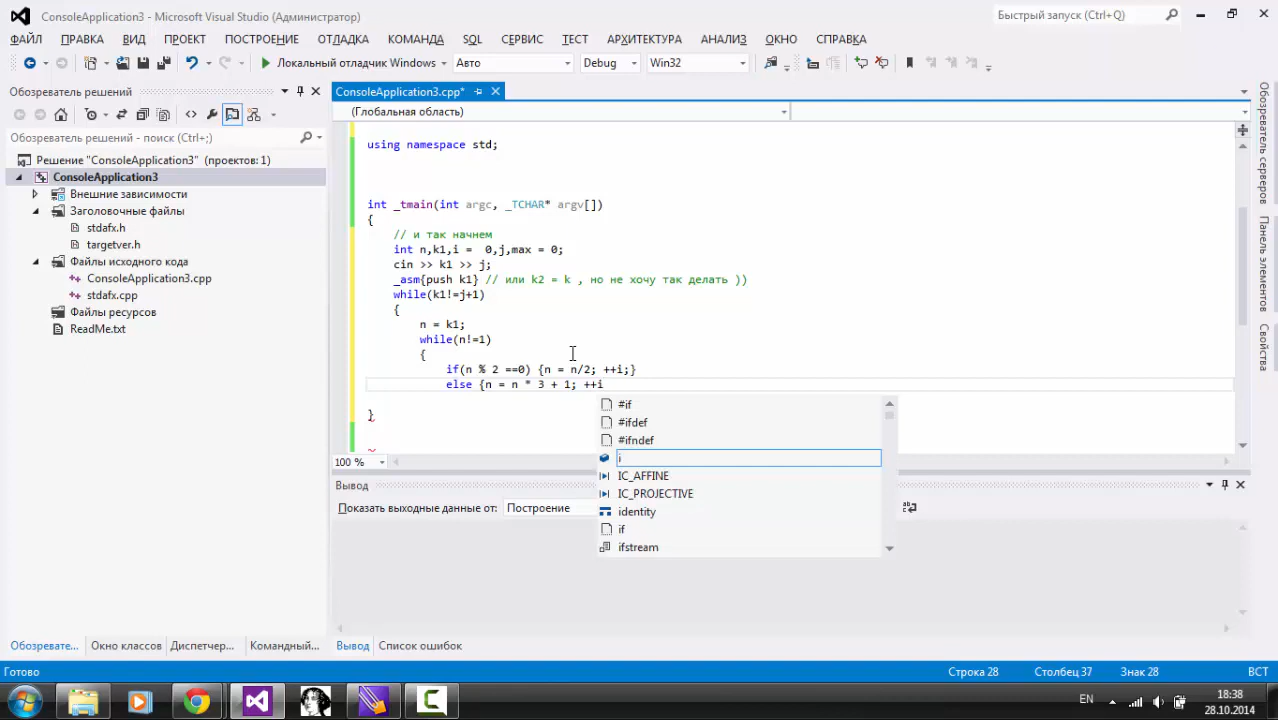 ConsoleApplication3 - Microsoft Visual Studio (Администратор)
Быстрый запуск (Ctrl+Q)
ФАЙЛ ПРАВКА ВИД ПРОЕКТ ПОСТРОЕНИЕ ОТЛАДКА КОМАНДА SQL СЕРВИС ТЕСТ АРХИТЕКТУРА АНАЛИЗ ОКНО СПРАВКА
Локальный отладчик Windows Авто Debug Win32
Обозреватель решений
ConsoleApplication3.cpp*
(Глобальная область)
Обозреватель решений - поиск (Ctrl+;)
Решение "ConsoleApplication3" (проектов: 1)
ConsoleApplication3
Внешние зависимости
Заголовочные файлы
stdafx.h
targetver.h
Файлы исходного кода
ConsoleApplication3.cpp
stdafx.cpp
Файлы ресурсов
ReadMe.txt
using namespace std;
int _tmain(int argc, _TCHAR* argv[])
{
// и так начнем
int n,k1,i =  0,j,max = 0;
cin >> k1 >> j;
_asm{push k1} // или k2 = k , но не хочу так делать ))
while(k1!=j+1)
{
n = k1;
while(n!=1)
{
if(n % 2 ==0) {n = n/2; ++i;}
else {n = n * 3 + 1; ++i
}
#if
#ifdef
#ifndef
i
IC_AFFINE
IC_PROJECTIVE
identity
if
ifstream
100 %
Вывод
Показать выходные данные от: Построение
Обозреватель серверов
Панель элементов
Свойства
Обозревате... Окно классов Диспетчер... Командный... Вывод Список ошибок
Готово Строка 28 Столбец 37 Знак 28 ВСТ
EN
18:38
28.10.2014